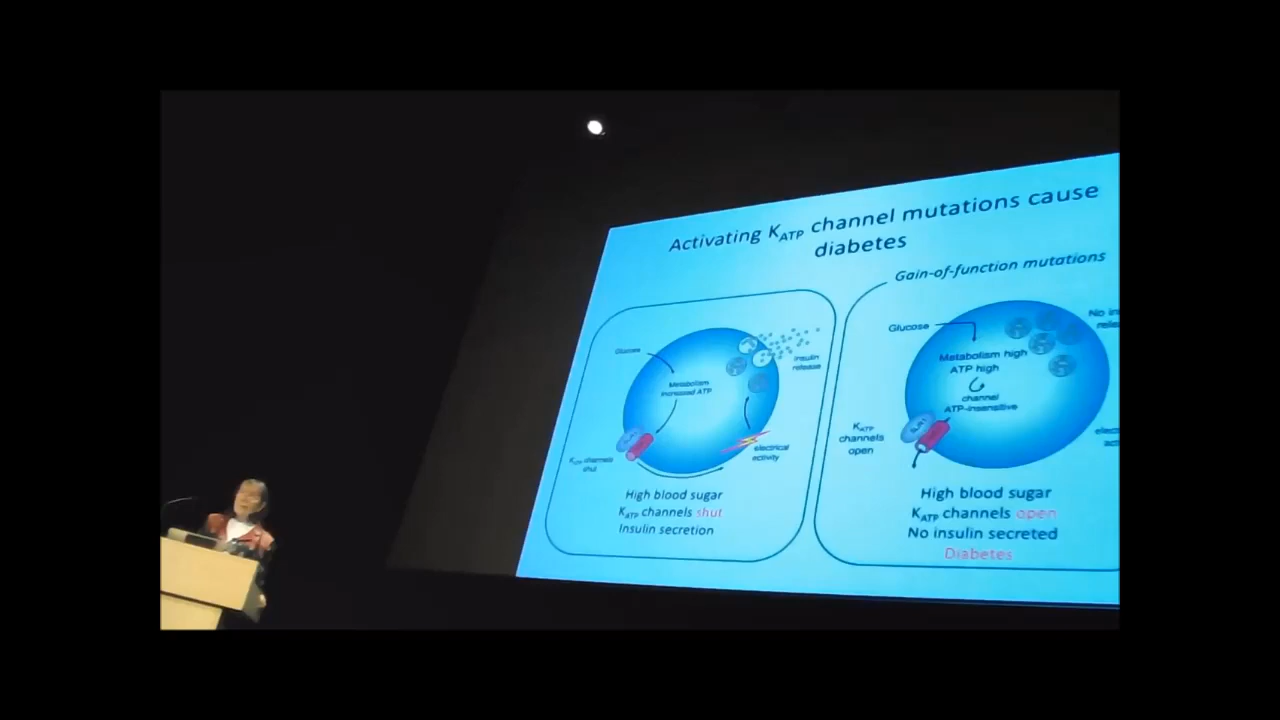 Activating KATP channel mutations cause
diabetes
Gain-of-function mutations
Glucose
Metabolism
increased ATP
insulin
release
electrical
activity
KATP channels
shut
High blood sugar
KATP channels shut
Insulin secretion
Glucose
No in
Metabolism high
ATP high
channel
ATP-insensitive
KATP
channels
open
High blood sugar
KATP channels open
No insulin secreted
Diabetes